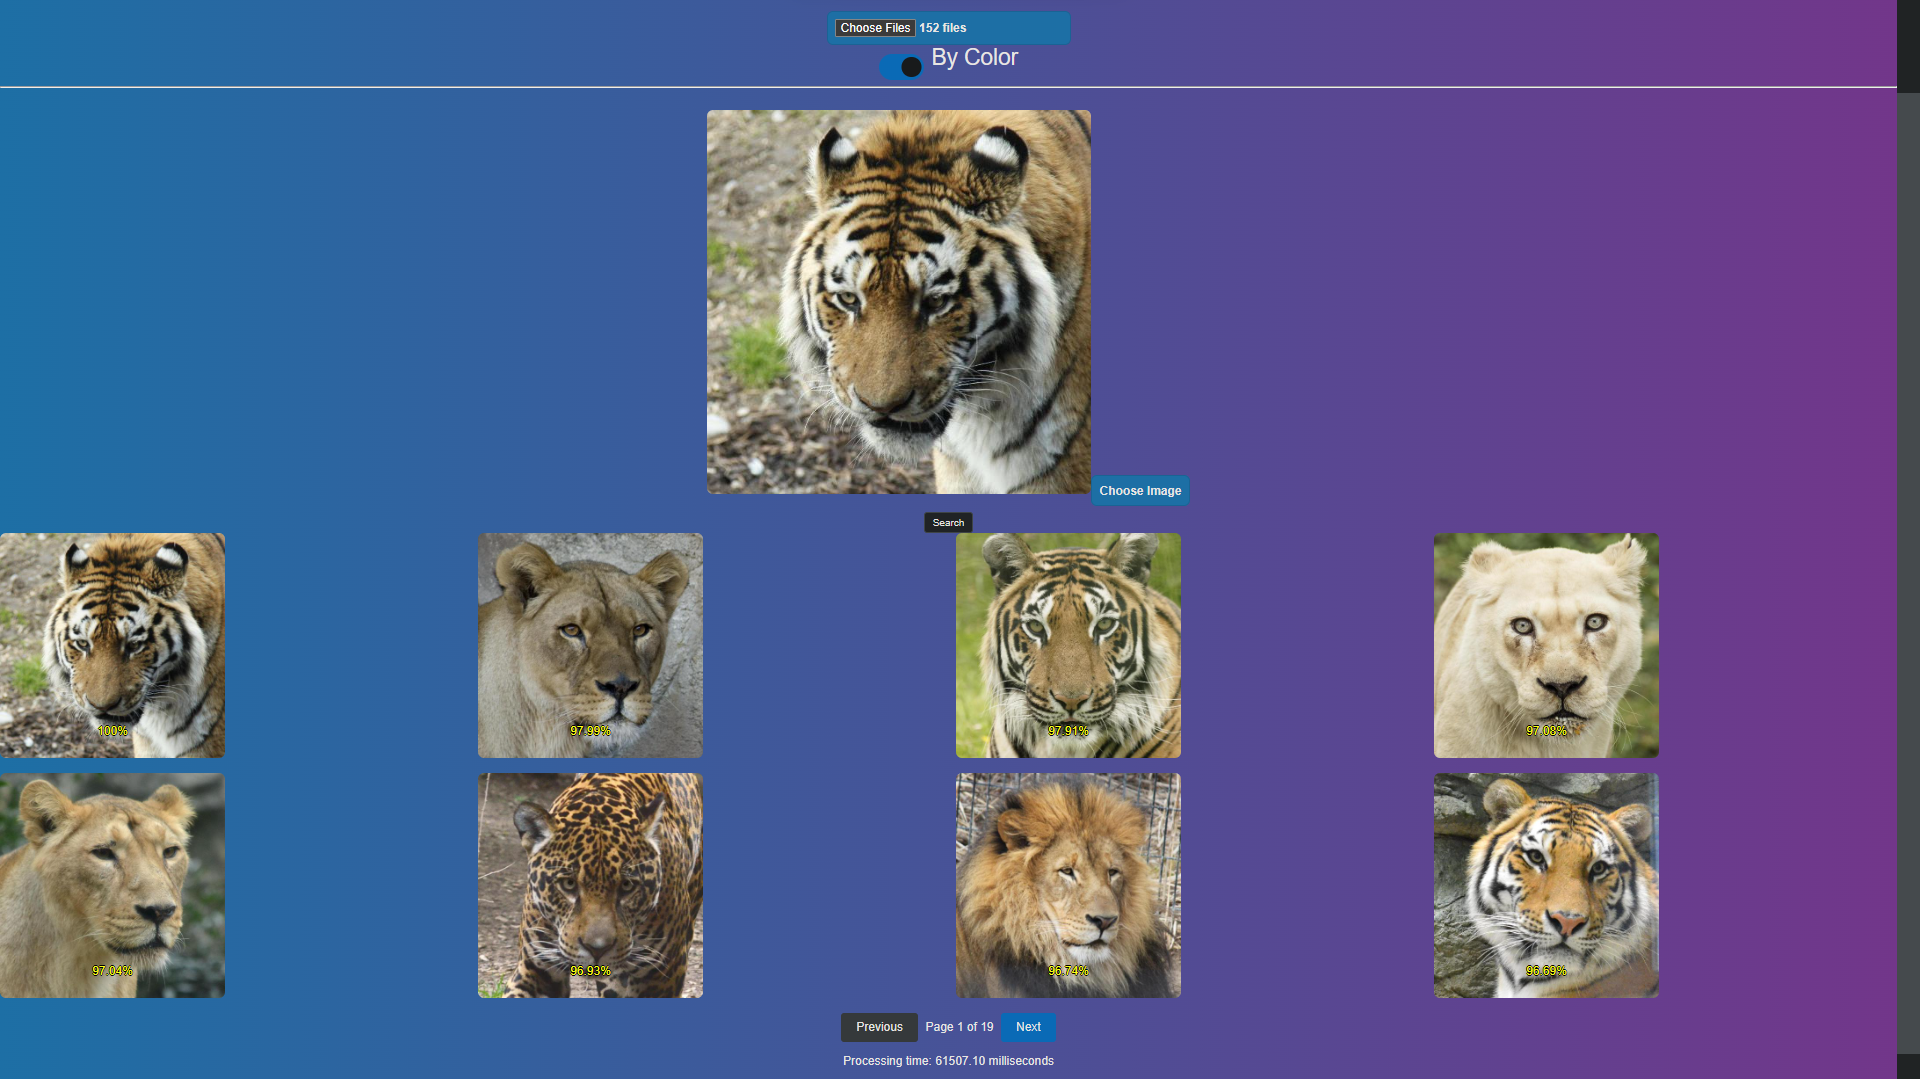 Choose Files 152 files
By Color
Choose Image
Search
100%
97.99%
97.91%
97.08%
97.04%
96.93%
96.74%
96.69%
Previous Page 1 of 19 Next
Processing time: 61507.10 milliseconds